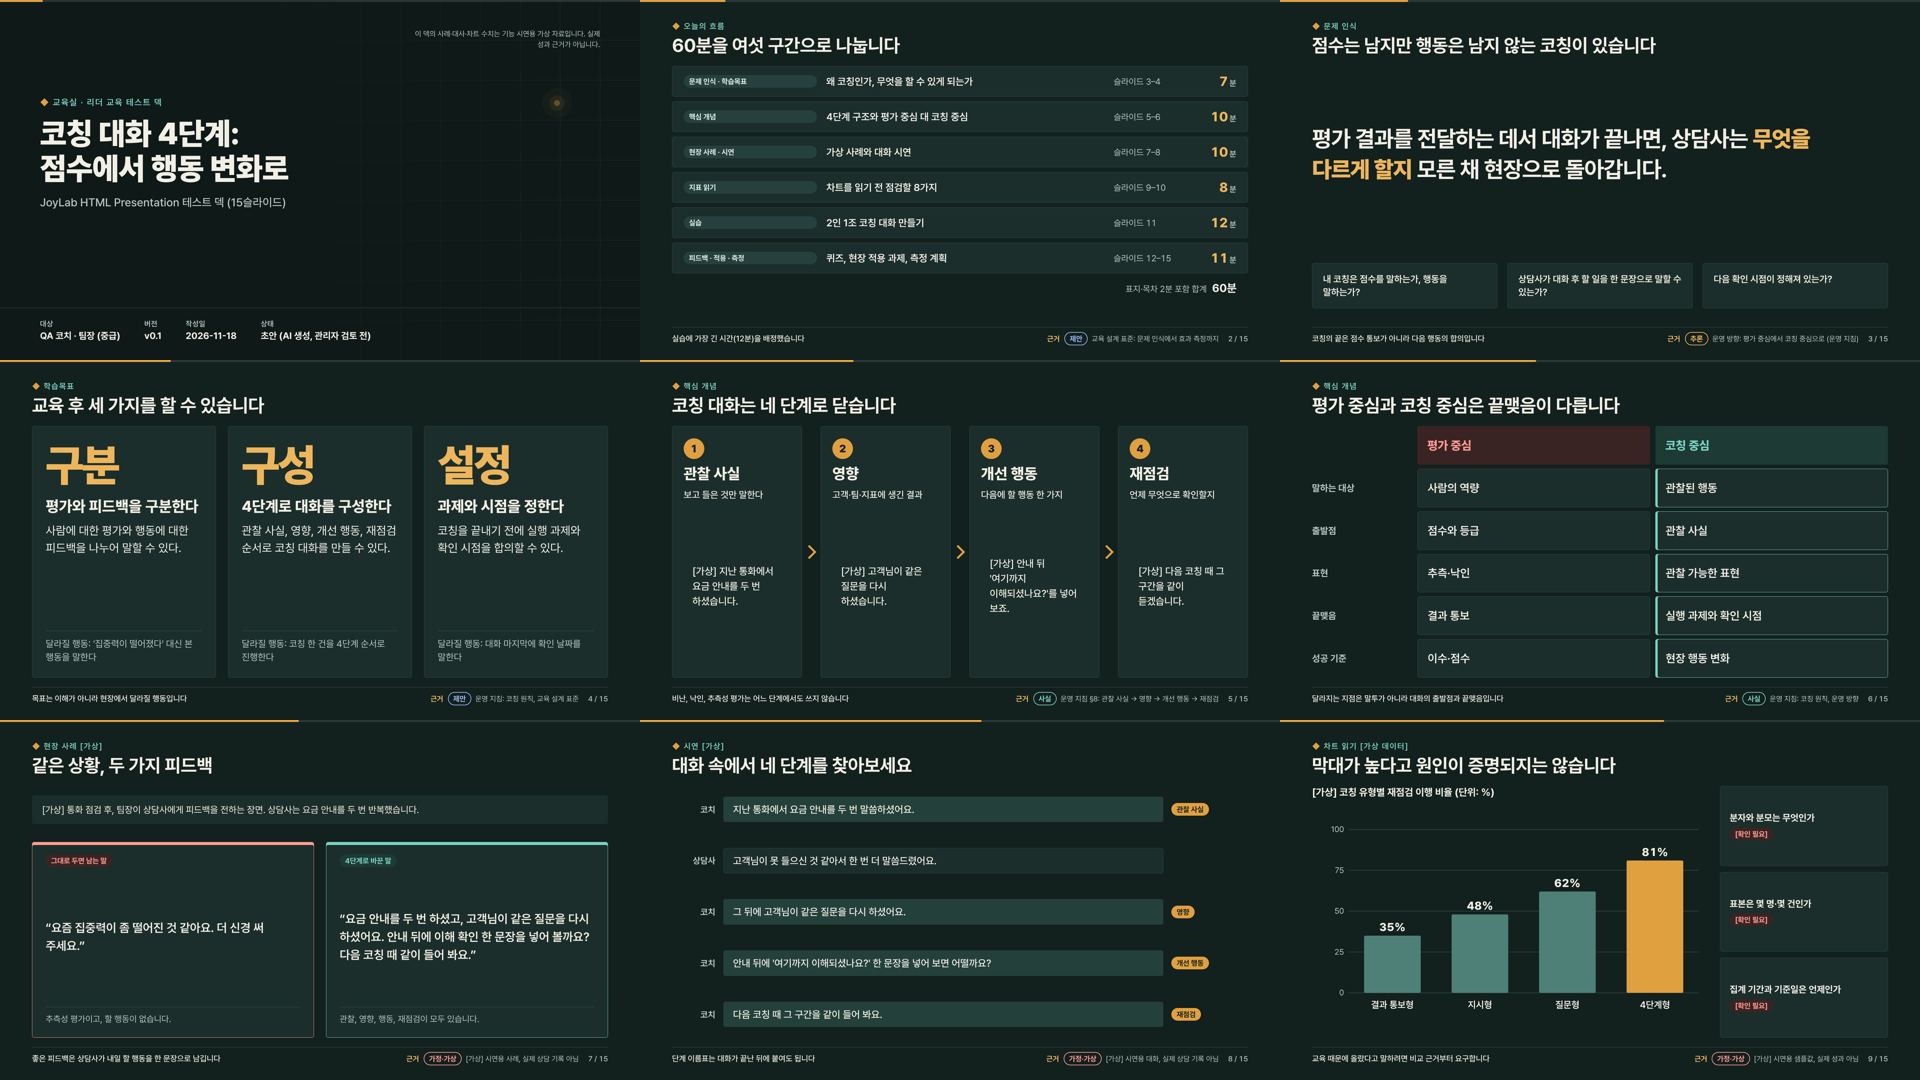 이 덱의 사례·대사·차트 수치는 기능 시연용 가상 자료입니다. 실제
성과 근거가 아닙니다.
교육실 · 리더 교육 테스트 덱
코칭 대화 4단계:
점수에서 행동 변화로
JoyLab HTML Presentation 테스트 덱 (15슬라이드)
대상 버전 작성일 상태
QA 코치 · 팀장 (중급) v0.1 2026-11-18 초안 (AI 생성, 관리자 검토 전)
오늘의 흐름
60분을 여섯 구간으로 나눕니다
문제 인식 · 학습목표 왜 코칭인가, 무엇을 할 수 있게 되는가 슬라이드 3–4 7분
핵심 개념 4단계 구조와 평가 중심 대 코칭 중심 슬라이드 5–6 10분
현장 사례 · 시연 가상 사례와 대화 시연 슬라이드 7–8 10분
지표 읽기 차트를 읽기 전 점검할 8가지 슬라이드 9–10 8분
실습 2인 1조 코칭 대화 만들기 슬라이드 11 12분
피드백 · 적용 · 측정 퀴즈, 현장 적용 과제, 측정 계획 슬라이드 12–15 11분
표지·목차 2분 포함 합계 60분
실습에 가장 긴 시간(12분)을 배정했습니다 근거 제안 교육 설계 표준: 문제 인식에서 효과 측정까지 2 / 15
문제 인식
점수는 남지만 행동은 남지 않는 코칭이 있습니다
평가 결과를 전달하는 데서 대화가 끝나면, 상담사는 무엇을
다르게 할지 모른 채 현장으로 돌아갑니다.
내 코칭은 점수를 말하는가, 행동을
말하는가?
상담사가 대화 후 할 일을 한 문장으로 말할 수
있는가?
다음 확인 시점이 정해져 있는가?
코칭의 끝은 점수 통보가 아니라 다음 행동의 합의입니다 근거 추론 운영 방향: 평가 중심에서 코칭 중심으로 (운영 지침) 3 / 15
학습목표
교육 후 세 가지를 할 수 있습니다
구분
평가와 피드백을 구분한다
사람에 대한 평가와 행동에 대한
피드백을 나누어 말할 수 있다.
달라질 행동: '집중력이 떨어졌다' 대신 본
행동을 말한다
구성
4단계로 대화를 구성한다
관찰 사실, 영향, 개선 행동, 재점검
순서로 코칭 대화를 만들 수 있다.
달라질 행동: 코칭 한 건을 4단계 순서로
진행한다
설정
과제와 시점을 정한다
코칭을 끝내기 전에 실행 과제와
확인 시점을 합의할 수 있다.
달라질 행동: 대화 마지막에 확인 날짜를
말한다
목표는 이해가 아니라 현장에서 달라질 행동입니다 근거 제안 운영 지침: 코칭 원칙, 교육 설계 표준 4 / 15
핵심 개념
코칭 대화는 네 단계로 닫습니다
1
관찰 사실
보고 들은 것만 말한다
[가상] 지난 통화에서
요금 안내를 두 번
하셨습니다.
2
영향
고객·팀·지표에 생긴 결과
[가상] 고객님이 같은
질문을 다시
하셨습니다.
3
개선 행동
다음에 할 행동 한 가지
[가상] 안내 뒤
'여기까지
이해되셨나요?'를 넣어
보죠.
4
재점검
언제 무엇으로 확인할지
[가상] 다음 코칭 때 그
구간을 같이
듣겠습니다.
비난, 낙인, 추측성 평가는 어느 단계에서도 쓰지 않습니다 근거 사실 운영 지침 §8: 관찰 사실 → 영향 → 개선 행동 → 재점검 5 / 15
핵심 개념
평가 중심과 코칭 중심은 끝맺음이 다릅니다
평가 중심 코칭 중심
말하는 대상 사람의 역량 관찰된 행동
출발점 점수와 등급 관찰 사실
표현 추측·낙인 관찰 가능한 표현
끝맺음 결과 통보 실행 과제와 확인 시점
성공 기준 이수·점수 현장 행동 변화
달라지는 지점은 말투가 아니라 대화의 출발점과 끝맺음입니다 근거 사실 운영 지침: 코칭 원칙, 운영 방향 6 / 15
현장 사례 [가상]
같은 상황, 두 가지 피드백
[가상] 통화 점검 후, 팀장이 상담사에게 피드백을 전하는 장면. 상담사는 요금 안내를 두 번 반복했습니다.
그대로 두면 남는 말
“요즘 집중력이 좀 떨어진 것 같아요. 더 신경 써
주세요.”
추측성 평가이고, 할 행동이 없습니다.
4단계로 바꾼 말
“요금 안내를 두 번 하셨고, 고객님이 같은 질문을 다시
하셨어요. 안내 뒤에 이해 확인 한 문장을 넣어 볼까요?
다음 코칭 때 같이 들어 봐요.”
관찰, 영향, 행동, 재점검이 모두 있습니다.
좋은 피드백은 상담사가 내일 할 행동을 한 문장으로 남깁니다 근거 가정·가상 [가상] 시연용 사례, 실제 상담 기록 아님 7 / 15
시연 [가상]
대화 속에서 네 단계를 찾아보세요
코치 지난 통화에서 요금 안내를 두 번 말씀하셨어요. 관찰 사실
상담사 고객님이 못 들으신 것 같아서 한 번 더 말씀드렸어요.
코치 그 뒤에 고객님이 같은 질문을 다시 하셨어요. 영향
코치 안내 뒤에 '여기까지 이해되셨나요?' 한 문장을 넣어 보면 어떨까요? 개선 행동
코치 다음 코칭 때 그 구간을 같이 들어 봐요. 재점검
단계 이름표는 대화가 끝난 뒤에 붙여도 됩니다 근거 가정·가상 [가상] 시연용 대화, 실제 상담 기록 아님 8 / 15
차트 읽기 [가상 데이터]
막대가 높다고 원인이 증명되지는 않습니다
[가상] 코칭 유형별 재점검 이행 비율 (단위: %)
100
75
50
25
0
35%
48%
62%
81%
결과 통보형 지시형 질문형 4단계형
분자와 분모는 무엇인가
[확인 필요]
표본은 몇 명·몇 건인가
[확인 필요]
집계 기간과 기준일은 언제인가
[확인 필요]
교육 때문에 올랐다고 말하려면 비교 근거부터 요구합니다 근거 가정·가상 [가상] 시연용 샘플값, 실제 성과 아님 9 / 15